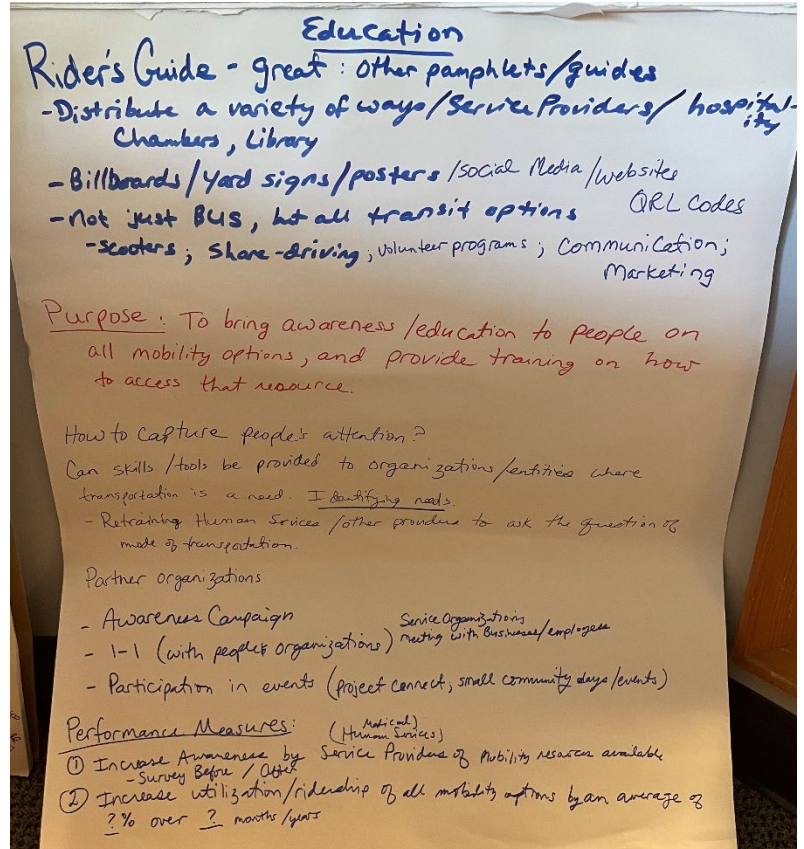 Education
Rider's Guide - great : Other pamphlets/guides
- Distribute a variety of ways/Service Providers/ hospital-
ity
Chambers, Library
- Billboards/Yard signs/posters /social Media/websites
QRL Codes
- Not just BUS, but all transit options
- scooters ; Share-driving ; volunteer programs ; Communication ;
Marketing
Purpose : To bring awareness/education to people on
all mobility options, and provide training on how
to access that resource.
How to capture people's attention?
Can skills/tools be provided to organizations/entities where
transportation is a need. Identifying needs.
- Retraining Human Services /other providers to ask the question of
mode of transportation.
Partner organizations
- Awareness Campaign
Service Organizations
- 1-1 (with people's organizations) meeting with Businesses/employees
- Participation in events (project connect, small community days/events)
Performance Measures:
(Medical)
(Human Services)
① Increase Awareness by Service Providers of mobility resources available
- Survey Before / After
② Increase utilization/ridership of all mobility options by an average of
? % over ? months/years